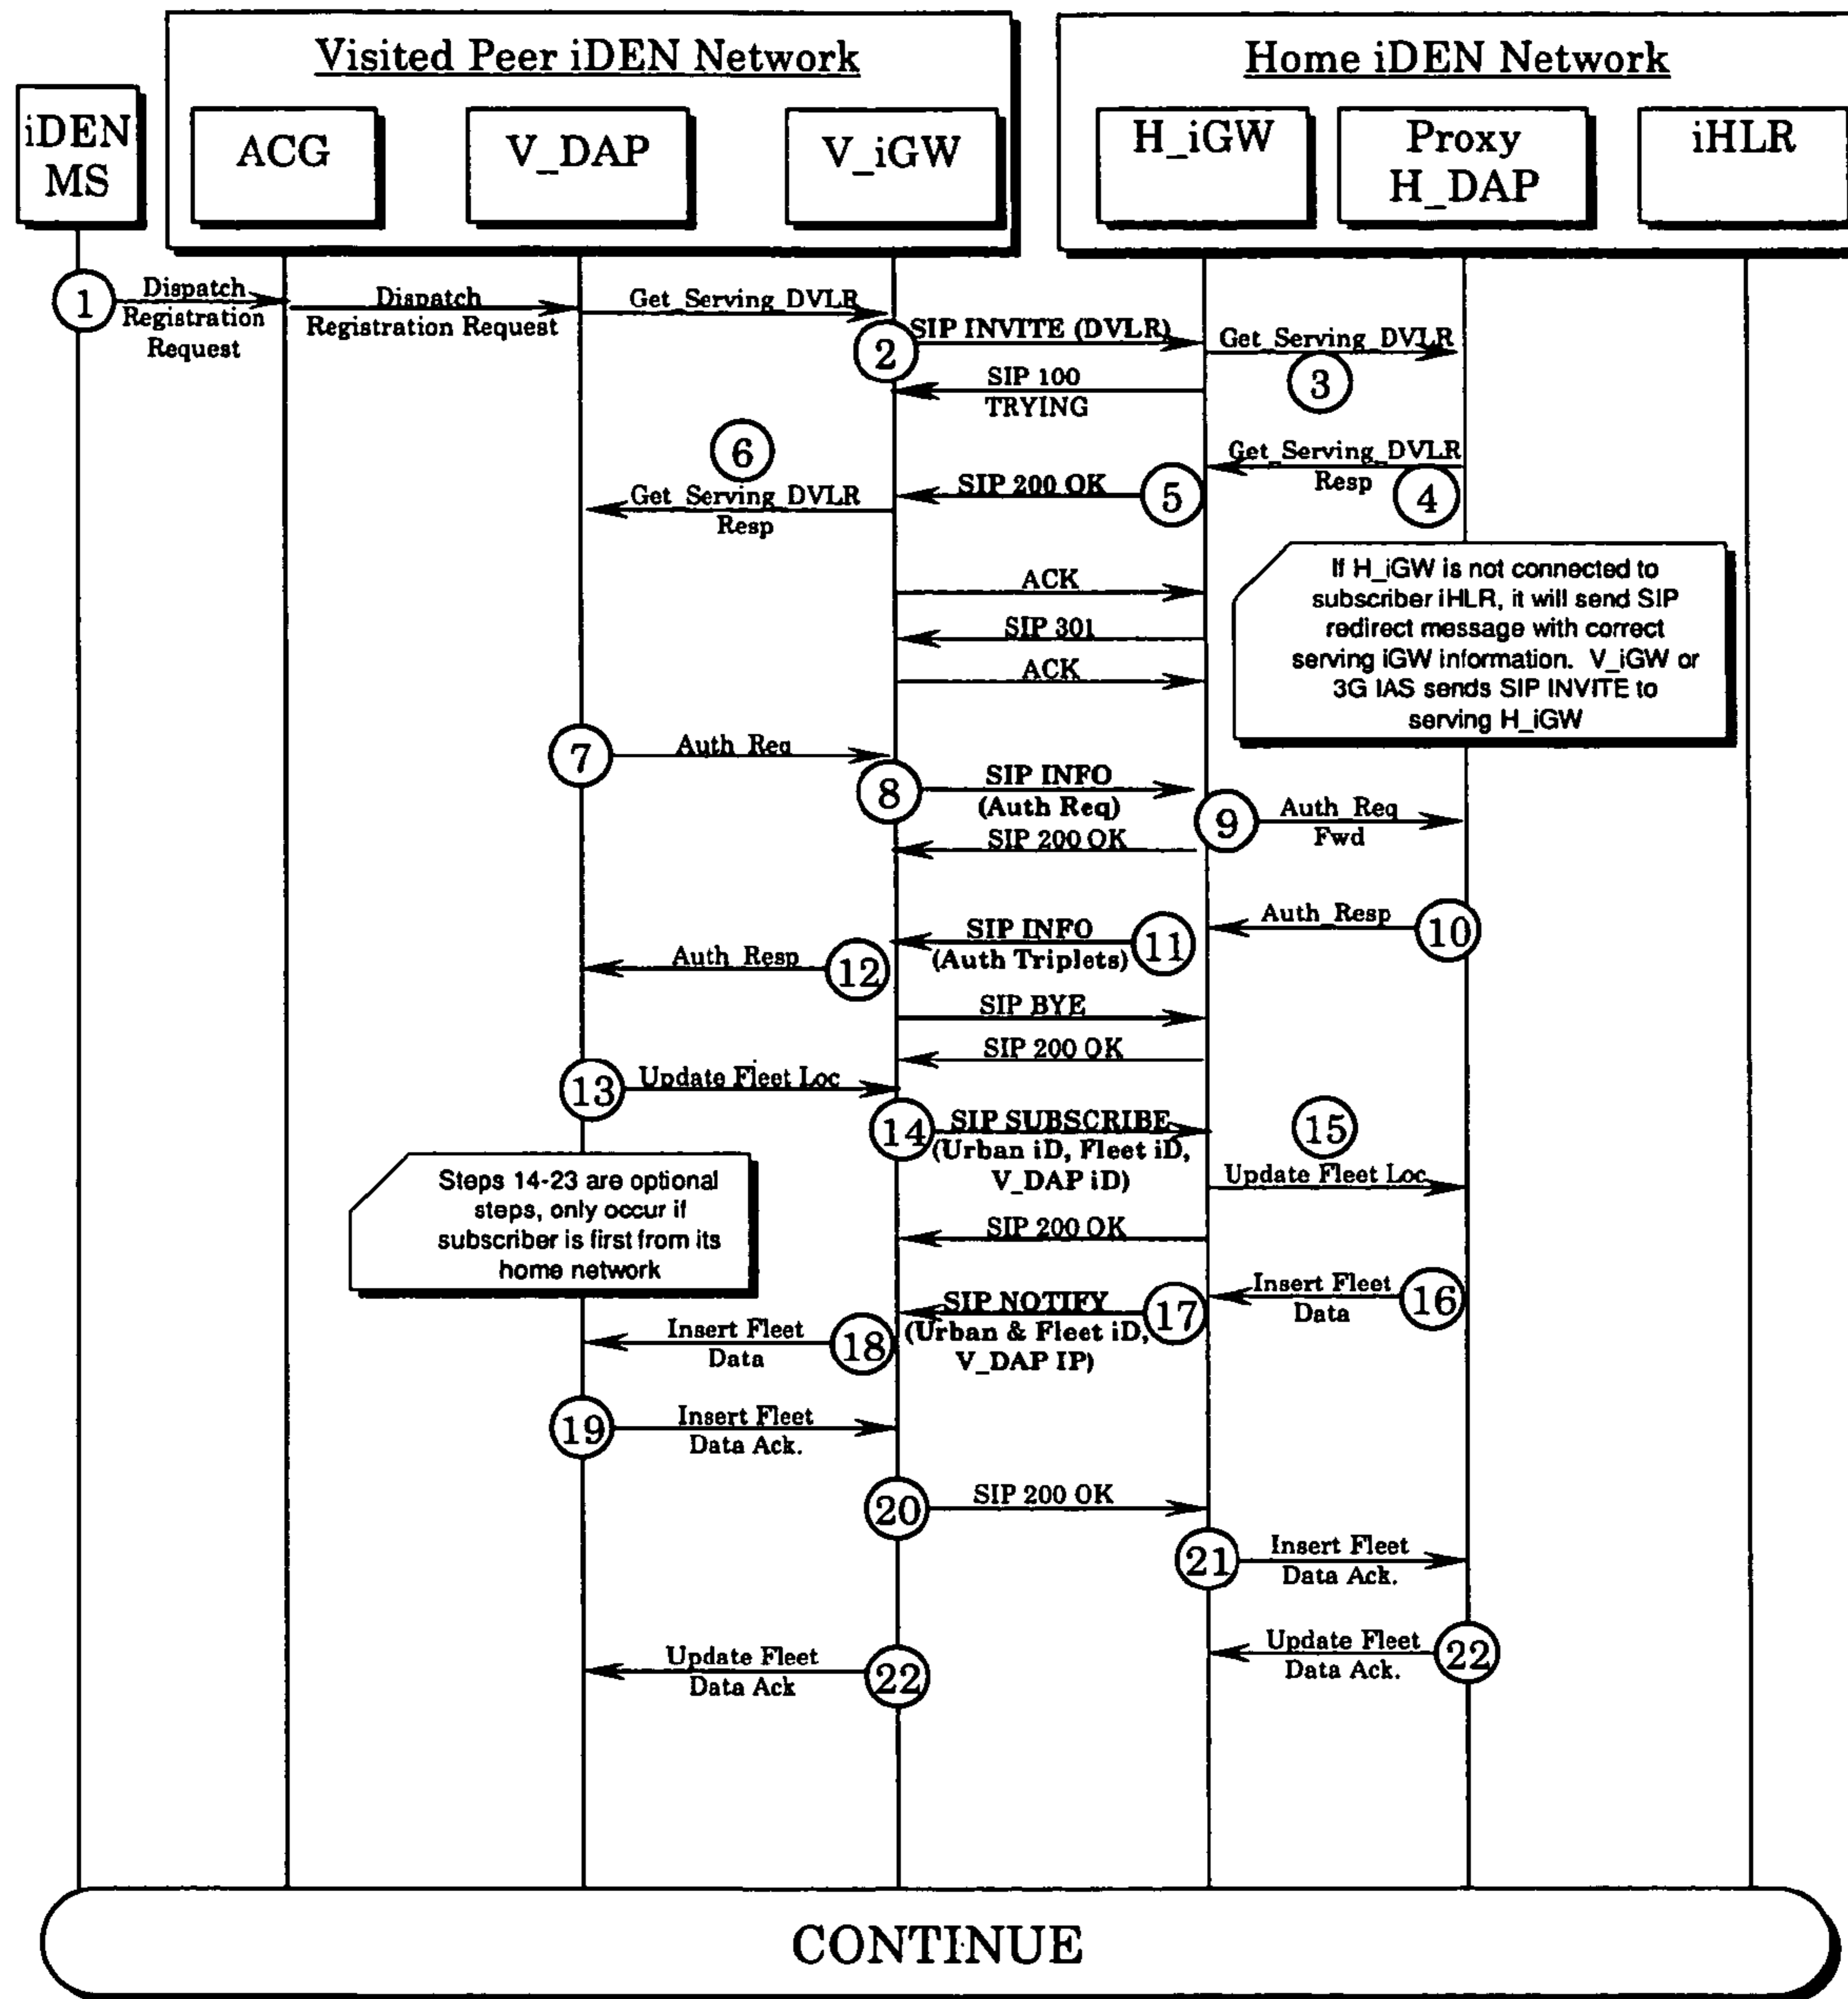 Visited Peer iDEN Network
Home iDEN Network
iDEN
MS
ACG
V_DAP
V_iGW
H_iGW
Proxy
H_DAP
iHLR
1
Dispatch
Registration
Request
Dispatch
Registration Request
Get_Serving_DVLR
2
SIP INVITE (DVLR)
Get_Serving_DVLR
3
SIP 100
TRYING
6
Get_Serving_DVLR
Resp
4
SIP 200 OK
5
Get_Serving_DVLR
Resp
If H_iGW is not connected to
subscriber iHLR, it will send SIP
redirect message with correct
serving iGW information. V_iGW or
3G IAS sends SIP INVITE to
serving H_iGW
ACK
SIP 301
ACK
7
Auth_Req
8
SIP INFO
(Auth Req)
9
Auth_Req
Fwd
SIP 200 OK
Auth_Resp
10
SIP INFO
(Auth Triplets)
11
Auth_Resp
12
SIP BYE
SIP 200 OK
13
Update Fleet Loc
14
SIP SUBSCRIBE
(Urban iD, Fleet iD,
V_DAP iD)
15
Update Fleet Loc
Steps 14-23 are optional
steps, only occur if
subscriber is first from its
home network
SIP 200 OK
Insert Fleet
Data
16
SIP NOTIFY
(Urban & Fleet iD,
V_DAP IP)
17
Insert Fleet
Data
18
19
Insert Fleet
Data Ack.
20
SIP 200 OK
21
Insert Fleet
Data Ack.
Update Fleet
Data Ack.
22
Update Fleet
Data Ack
22
CONTINUE